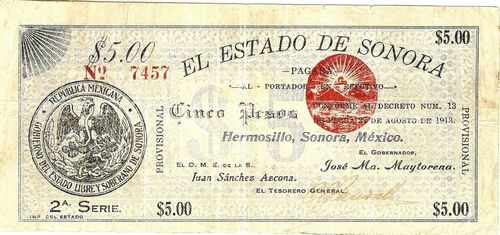 $5.00
$5.00
EL ESTADO DE SONORA
Nº 7457
PAGARA
AL PORTADOR EN EFECTIVO
Cinco Pesos
CONFORME AL DECRETO NUM. 13
27 DE AGOSTO DE 1913.
Hermosillo, Sonora, México.
REPUBLICA MEXICANA
GOBIERNO DEL ESTADO LIBRE Y SOBERANO DE SONORA
PROVISIONAL
PROVISIONAL
EL GOBERNADOR,
José Ma. Maytorena.
EL O. M. E. DE LA S.,
Juan Sánchez Azcona.
EL TESORERO GENERAL,
2A. SERIE.
IMP. DEL ESTADO
$5.00
$5.00